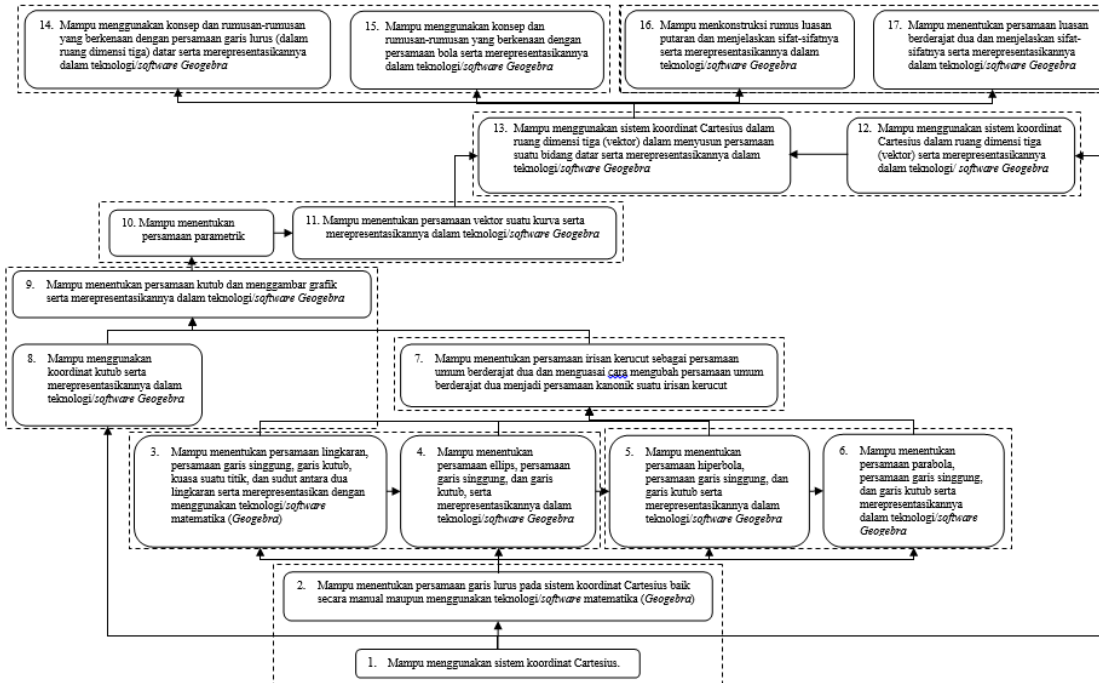 14. Mampu menggunakan konsep dan rumusan-rumusan
yang berkenaan dengan persamaan garis lurus (dalam
ruang dimensi tiga) datar serta merepresentasikannya
dalam teknologi/software Geogebra
15. Mampu menggunakan konsep dan
rumusan-rumusan yang berkenaan dengan
persamaan bola serta merepresentasikannya
dalam teknologi/software Geogebra
16. Mampu menkonstruksi rumus luasan
putaran dan menjelaskan sifat-sifatnya
serta merepresentasikannya dalam
teknologi/software Geogebra
17. Mampu menentukan persamaan luasan
berderajat dua dan menjelaskan sifat-
sifatnya serta merepresentasikannya
dalam teknologi/software Geogebra
13. Mampu menggunakan sistem koordinat Cartesius dalam
ruang dimensi tiga (vektor) dalam menyusun persamaan
suatu bidang datar serta merepresentasikannya dalam
teknologi/software Geogebra
12. Mampu menggunakan sistem koordinat
Cartesius dalam ruang dimensi tiga
(vektor) serta merepresentasikannya
dalam teknologi/ software Geogebra
10. Mampu menentukan
persamaan parametrik
11. Mampu menentukan persamaan vektor suatu kurva serta
merepresentasikannya dalam teknologi/software Geogebra
9. Mampu menentukan persamaan kutub dan menggambar grafik
serta merepresentasikannya dalam teknologi/software Geogebra
8. Mampu menggunakan
koordinat kutub serta
merepresentasikannya dalam
teknologi/software Geogebra
7. Mampu menentukan persamaan irisan kerucut sebagai persamaan
umum berderajat dua dan menguasai cara mengubah persamaan umum
berderajat dua menjadi persamaan kanonik suatu irisan kerucut
3. Mampu menentukan persamaan lingkaran,
persamaan garis singgung, garis kutub,
kuasa suatu titik, dan sudut antara dua
lingkaran serta merepresentasikan dengan
menggunakan teknologi/software
matematika (Geogebra)
4. Mampu menentukan
persamaan ellips, persamaan
garis singgung, dan garis
kutub, serta
merepresentasikannya dalam
teknologi/software Geogebra
5. Mampu menentukan
persamaan hiperbola,
persamaan garis singgung, dan
garis kutub serta
merepresentasikannya dalam
teknologi/software Geogebra
6. Mampu menentukan
persamaan parabola,
persamaan garis singgung,
dan garis kutub serta
merepresentasikannya
dalam teknologi/software
Geogebra
2. Mampu menentukan persamaan garis lurus pada sistem koordinat Cartesius baik
secara manual maupun menggunakan teknologi/software matematika (Geogebra)
1. Mampu menggunakan sistem koordinat Cartesius.